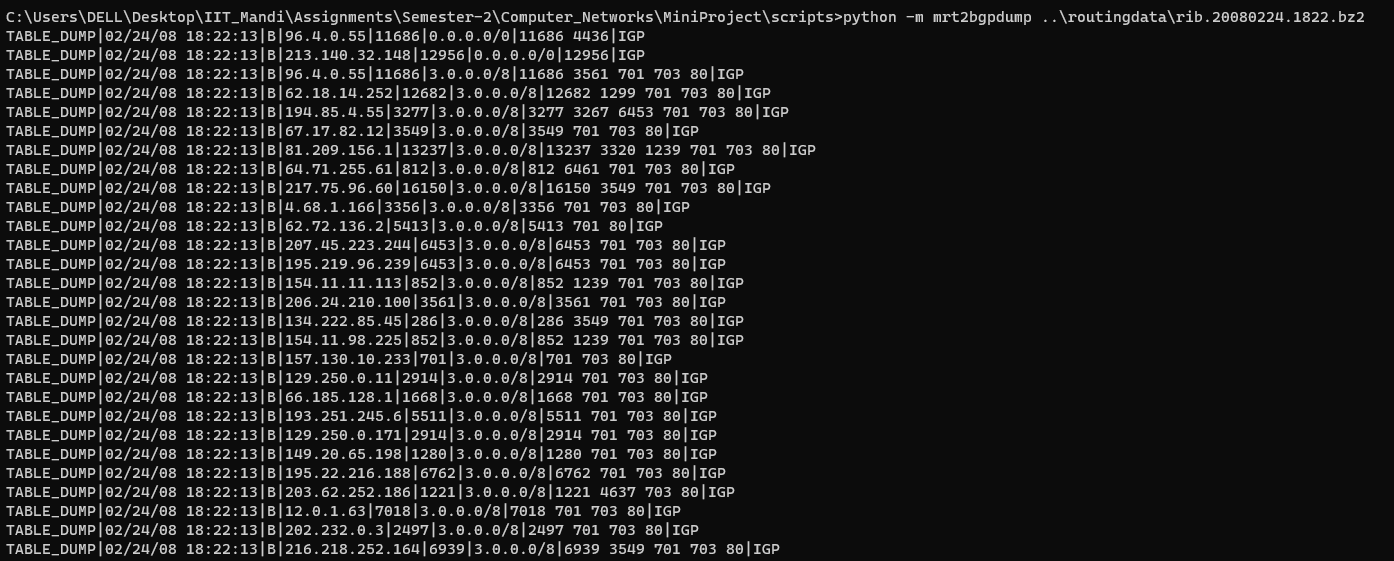 C:\Users\DELL\Desktop\IIT_Mandi\Assignments\Semester-2\Computer_Networks\MiniProject\scripts>python -m mrt2bgpdump ..\routingdata\rib.20080224.1822.bz2
TABLE_DUMP|02/24/08 18:22:13|B|96.4.0.55|11686|0.0.0.0/0|11686 4436|IGP
TABLE_DUMP|02/24/08 18:22:13|B|213.140.32.148|12956|0.0.0.0/0|12956|IGP
TABLE_DUMP|02/24/08 18:22:13|B|96.4.0.55|11686|3.0.0.0/8|11686 3561 701 703 80|IGP
TABLE_DUMP|02/24/08 18:22:13|B|62.18.14.252|12682|3.0.0.0/8|12682 1299 701 703 80|IGP
TABLE_DUMP|02/24/08 18:22:13|B|194.85.4.55|3277|3.0.0.0/8|3277 3267 6453 701 703 80|IGP
TABLE_DUMP|02/24/08 18:22:13|B|67.17.82.12|3549|3.0.0.0/8|3549 701 703 80|IGP
TABLE_DUMP|02/24/08 18:22:13|B|81.209.156.1|13237|3.0.0.0/8|13237 3320 1239 701 703 80|IGP
TABLE_DUMP|02/24/08 18:22:13|B|64.71.255.61|812|3.0.0.0/8|812 6461 701 703 80|IGP
TABLE_DUMP|02/24/08 18:22:13|B|217.75.96.60|16150|3.0.0.0/8|16150 3549 701 703 80|IGP
TABLE_DUMP|02/24/08 18:22:13|B|4.68.1.166|3356|3.0.0.0/8|3356 701 703 80|IGP
TABLE_DUMP|02/24/08 18:22:13|B|62.72.136.2|5413|3.0.0.0/8|5413 701 80|IGP
TABLE_DUMP|02/24/08 18:22:13|B|207.45.223.244|6453|3.0.0.0/8|6453 701 703 80|IGP
TABLE_DUMP|02/24/08 18:22:13|B|195.219.96.239|6453|3.0.0.0/8|6453 701 703 80|IGP
TABLE_DUMP|02/24/08 18:22:13|B|154.11.11.113|852|3.0.0.0/8|852 1239 701 703 80|IGP
TABLE_DUMP|02/24/08 18:22:13|B|206.24.210.100|3561|3.0.0.0/8|3561 701 703 80|IGP
TABLE_DUMP|02/24/08 18:22:13|B|134.222.85.45|286|3.0.0.0/8|286 3549 701 703 80|IGP
TABLE_DUMP|02/24/08 18:22:13|B|154.11.98.225|852|3.0.0.0/8|852 1239 701 703 80|IGP
TABLE_DUMP|02/24/08 18:22:13|B|157.130.10.233|701|3.0.0.0/8|701 703 80|IGP
TABLE_DUMP|02/24/08 18:22:13|B|129.250.0.11|2914|3.0.0.0/8|2914 701 703 80|IGP
TABLE_DUMP|02/24/08 18:22:13|B|66.185.128.1|1668|3.0.0.0/8|1668 701 703 80|IGP
TABLE_DUMP|02/24/08 18:22:13|B|193.251.245.6|5511|3.0.0.0/8|5511 701 703 80|IGP
TABLE_DUMP|02/24/08 18:22:13|B|129.250.0.171|2914|3.0.0.0/8|2914 701 703 80|IGP
TABLE_DUMP|02/24/08 18:22:13|B|149.20.65.198|1280|3.0.0.0/8|1280 701 703 80|IGP
TABLE_DUMP|02/24/08 18:22:13|B|195.22.216.188|6762|3.0.0.0/8|6762 701 703 80|IGP
TABLE_DUMP|02/24/08 18:22:13|B|203.62.252.186|1221|3.0.0.0/8|1221 4637 703 80|IGP
TABLE_DUMP|02/24/08 18:22:13|B|12.0.1.63|7018|3.0.0.0/8|7018 701 703 80|IGP
TABLE_DUMP|02/24/08 18:22:13|B|202.232.0.3|2497|3.0.0.0/8|2497 701 703 80|IGP
TABLE_DUMP|02/24/08 18:22:13|B|216.218.252.164|6939|3.0.0.0/8|6939 3549 701 703 80|IGP